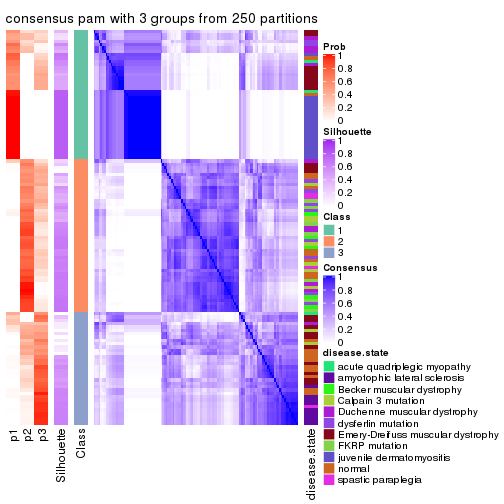 consensus pam with 3 groups from 250 partitions
Prob
1
0.8
0.6
0.4
0.2
0
Silhouette
1
0.8
0.6
0.4
0.2
0
Class
1
2
3
Consensus
1
0.8
0.6
0.4
0.2
0
disease.state
acute quadriplegic myopathy
amyotophic lateral sclerosis
Becker muscular dystrophy
Calpain 3 mutation
Duchenne muscular dystrophy
dysferlin mutation
Emery-Dreifuss muscular dystrophy
FKRP mutation
juvenile dermatomyositis
normal
spastic paraplegia
p1
p2
p3
Silhouette
Class
disease.state